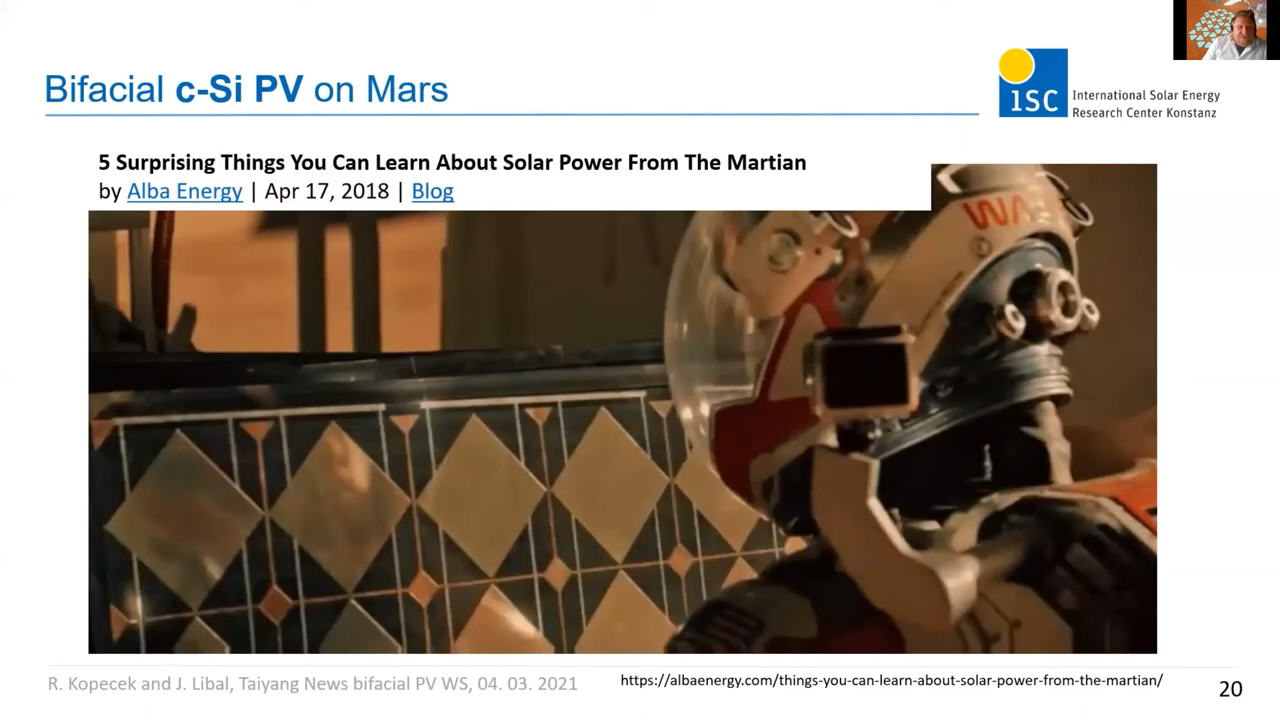 Bifacial c-Si PV on Mars
ISC
International Solar Energy
Research Center Konstanz
5 Surprising Things You Can Learn About Solar Power From The Martian
by Alba Energy | Apr 17, 2018 | Blog
R. Kopecek and J. Libal, Taiyang News bifacial PV WS, 04. 03. 2021
https://albaenergy.com/things-you-can-learn-about-solar-power-from-the-martian/
20